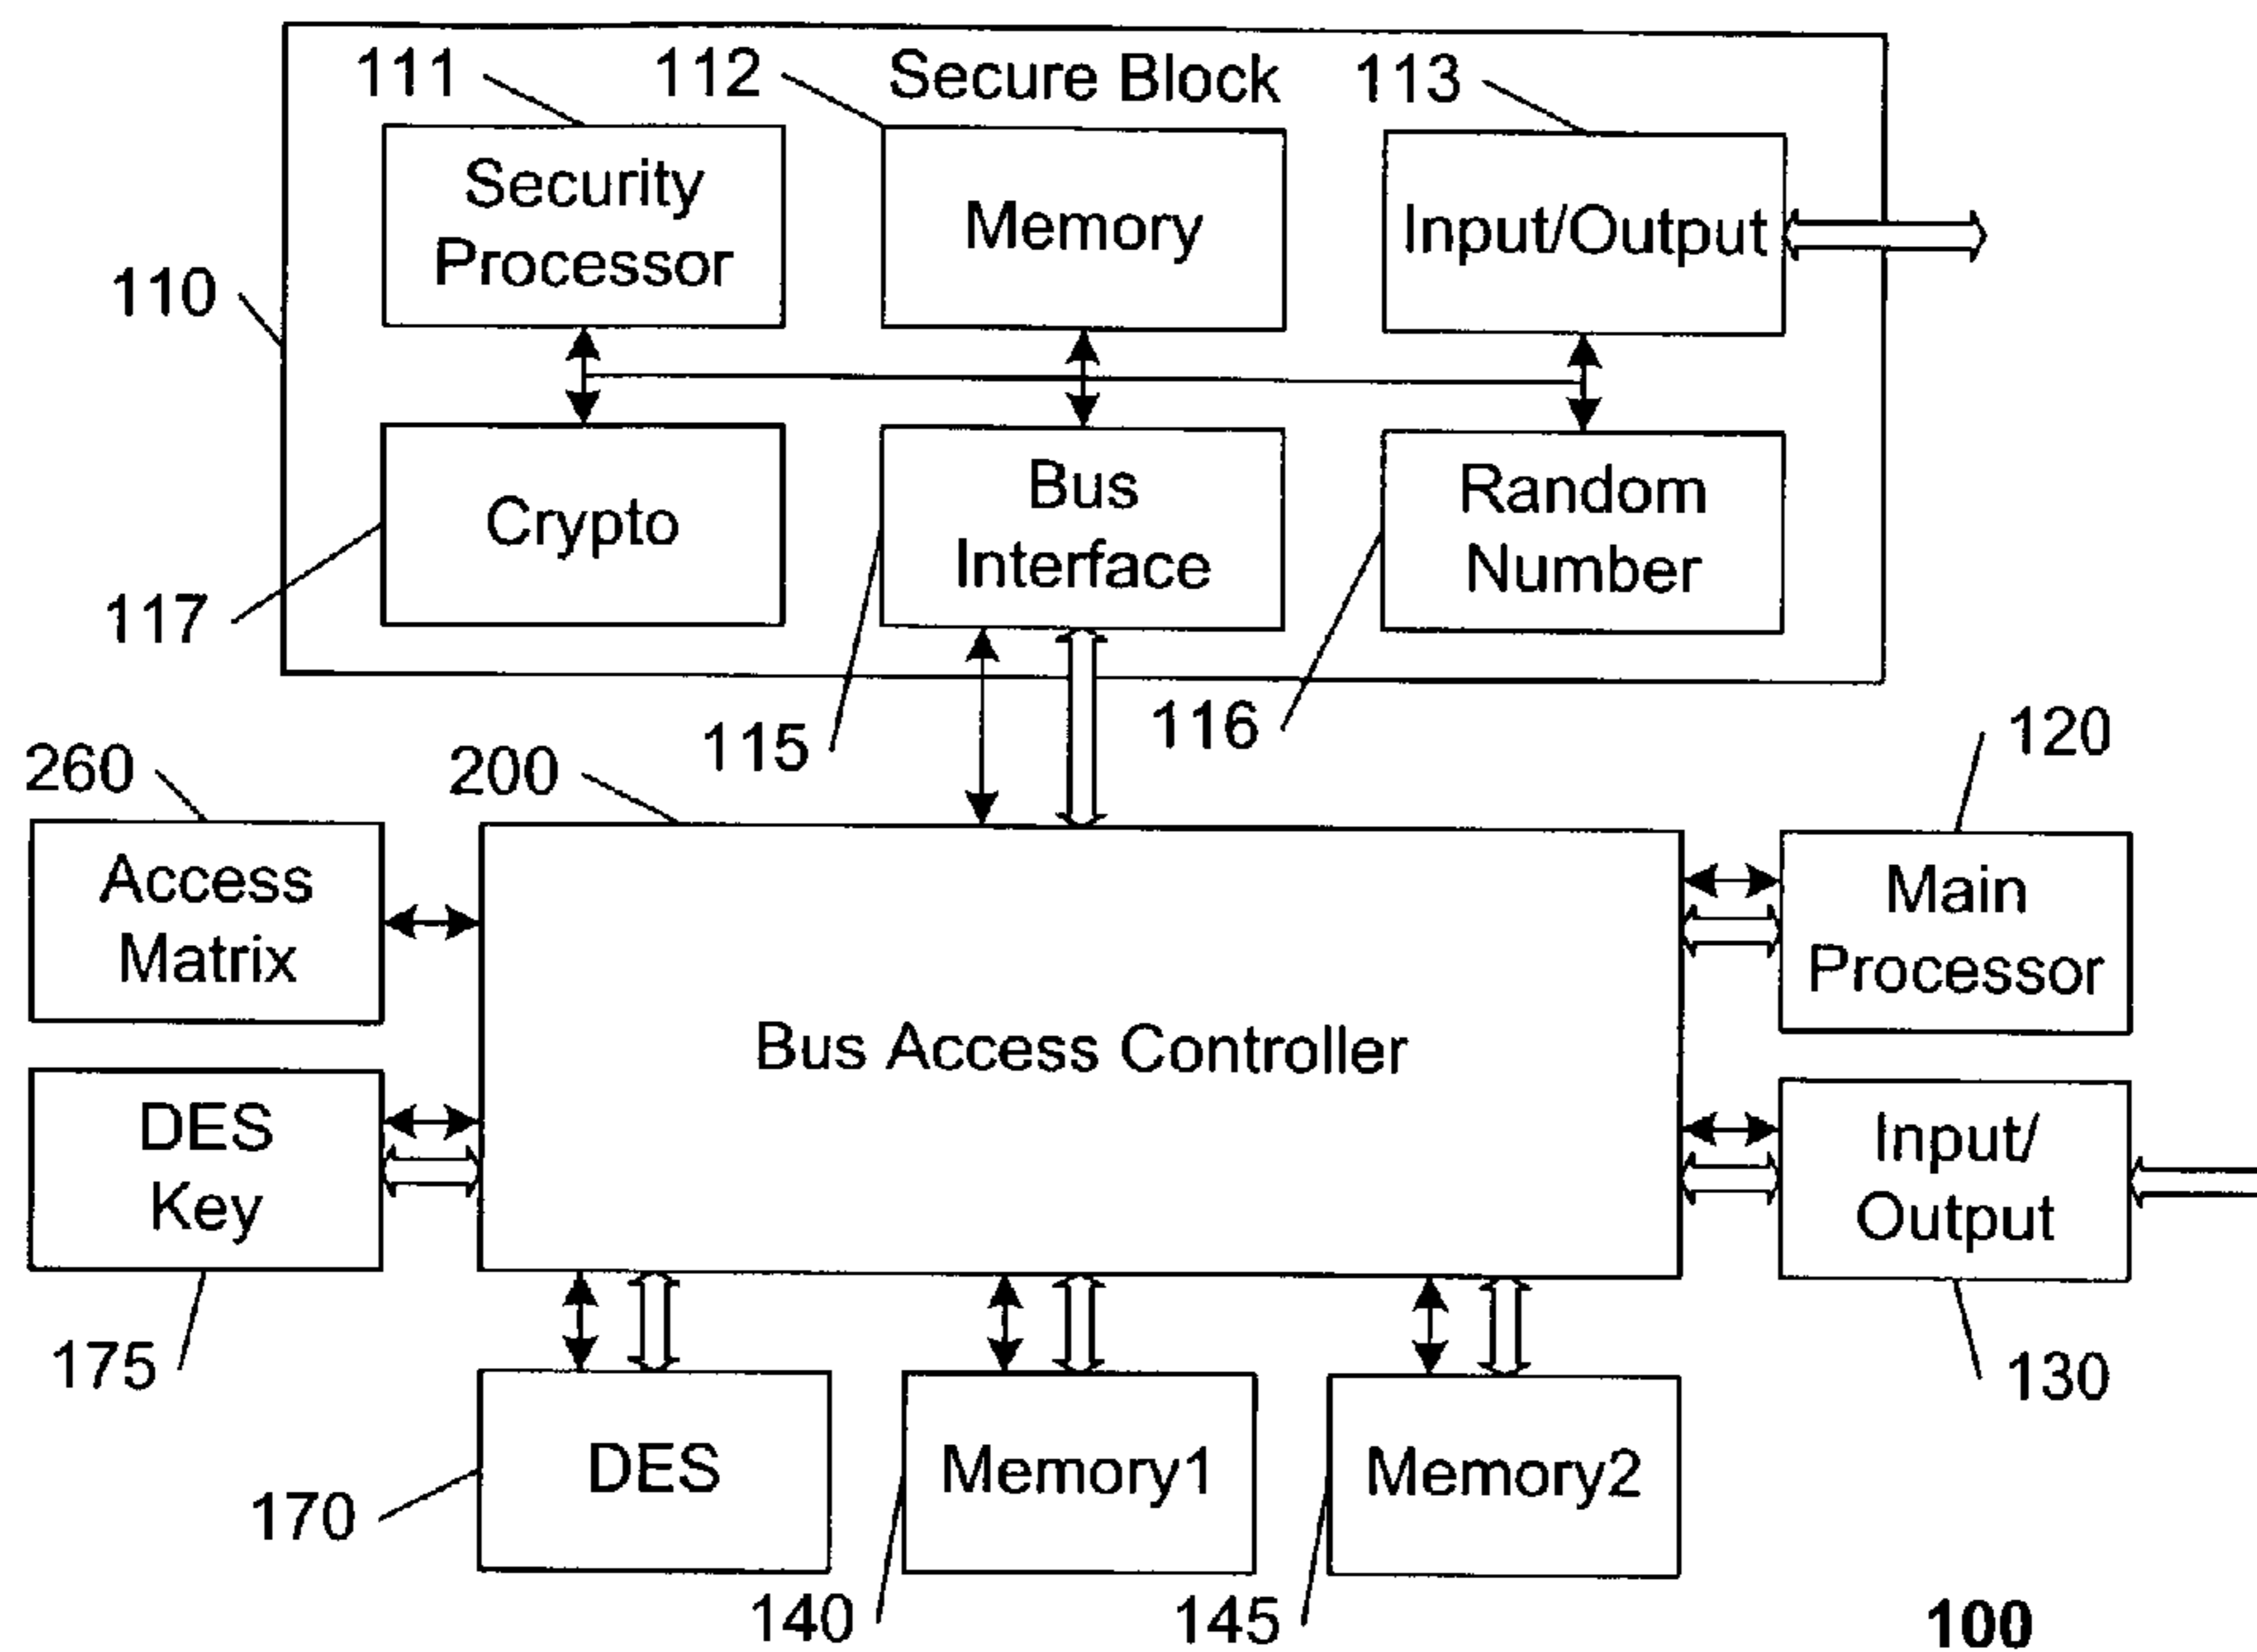 111
112
Secure Block
113
Security
Processor
Memory
Input/Output
110
Crypto
Bus
Interface
Random
Number
117
115
116
120
260
200
Access
Matrix
Main
Processor
Bus Access Controller
DES
Key
Input/
Output
175
130
DES
Memory1
Memory2
170
140
145
100